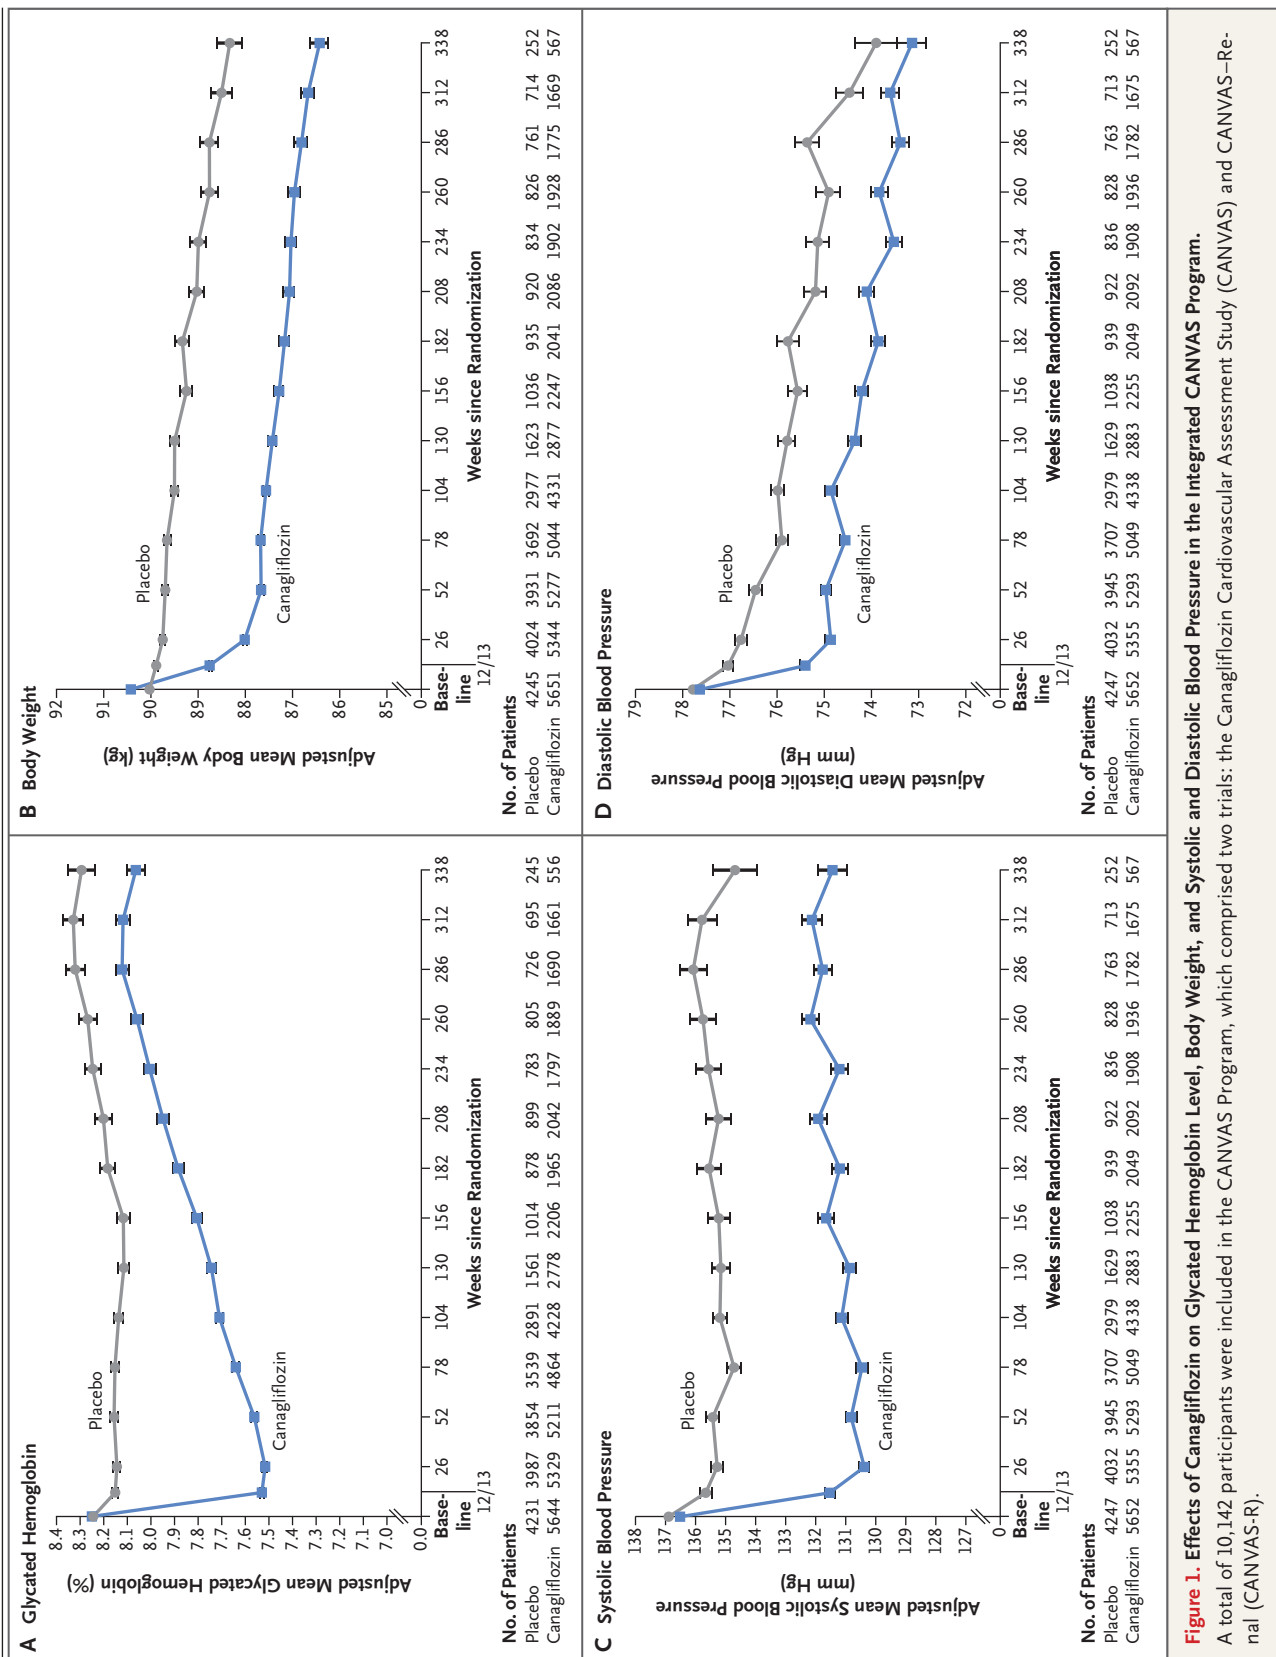 A Glycated Hemoglobin
Adjusted Mean Glycated Hemoglobin (%)
8.4
8.3
8.2
8.1
8.0
7.9
7.8
7.7
7.6
7.5
7.4
7.3
7.2
7.1
7.0
0.0
Placebo
Canagliflozin
Base-
line
12/13
26 52 78 104 130 156 182 208 234 260 286 312 338
Weeks since Randomization
No. of Patients
Placebo 4231 3987 3854 3539 2891 1561 1014 878 899 783 805 726 695 245
Canagliflozin 5644 5329 5211 4864 4228 2778 2206 1965 2042 1797 1889 1690 1661 556
B Body Weight
Adjusted Mean Body Weight (kg)
92
91
90
89
88
87
86
85
0
Placebo
Canagliflozin
Base-
line
12/13
26 52 78 104 130 156 182 208 234 260 286 312 338
Weeks since Randomization
No. of Patients
Placebo 4245 4024 3931 3692 2977 1623 1036 935 920 834 826 761 714 252
Canagliflozin 5651 5344 5277 5044 4331 2877 2247 2041 2086 1902 1928 1775 1669 567
C Systolic Blood Pressure
Adjusted Mean Systolic Blood Pressure
(mm Hg)
138
137
136
135
134
133
132
131
130
129
128
127
0
Placebo
Canagliflozin
Base-
line
12/13
26 52 78 104 130 156 182 208 234 260 286 312 338
Weeks since Randomization
No. of Patients
Placebo 4247 4032 3945 3707 2979 1629 1038 939 922 836 828 763 713 252
Canagliflozin 5652 5355 5293 5049 4338 2883 2255 2049 2092 1908 1936 1782 1675 567
D Diastolic Blood Pressure
Adjusted Mean Diastolic Blood Pressure
(mm Hg)
79
78
77
76
75
74
73
72
0
Placebo
Canagliflozin
Base-
line
12/13
26 52 78 104 130 156 182 208 234 260 286 312 338
Weeks since Randomization
No. of Patients
Placebo 4247 4032 3945 3707 2979 1629 1038 939 922 836 828 763 713 252
Canagliflozin 5652 5355 5293 5049 4338 2883 2255 2049 2092 1908 1936 1782 1675 567
Figure 1. Effects of Canagliflozin on Glycated Hemoglobin Level, Body Weight, and Systolic and Diastolic Blood Pressure in the Integrated CANVAS Program.
A total of 10,142 participants were included in the CANVAS Program, which comprised two trials: the Canagliflozin Cardiovascular Assessment Study (CANVAS) and CANVAS–Re-
nal (CANVAS-R).